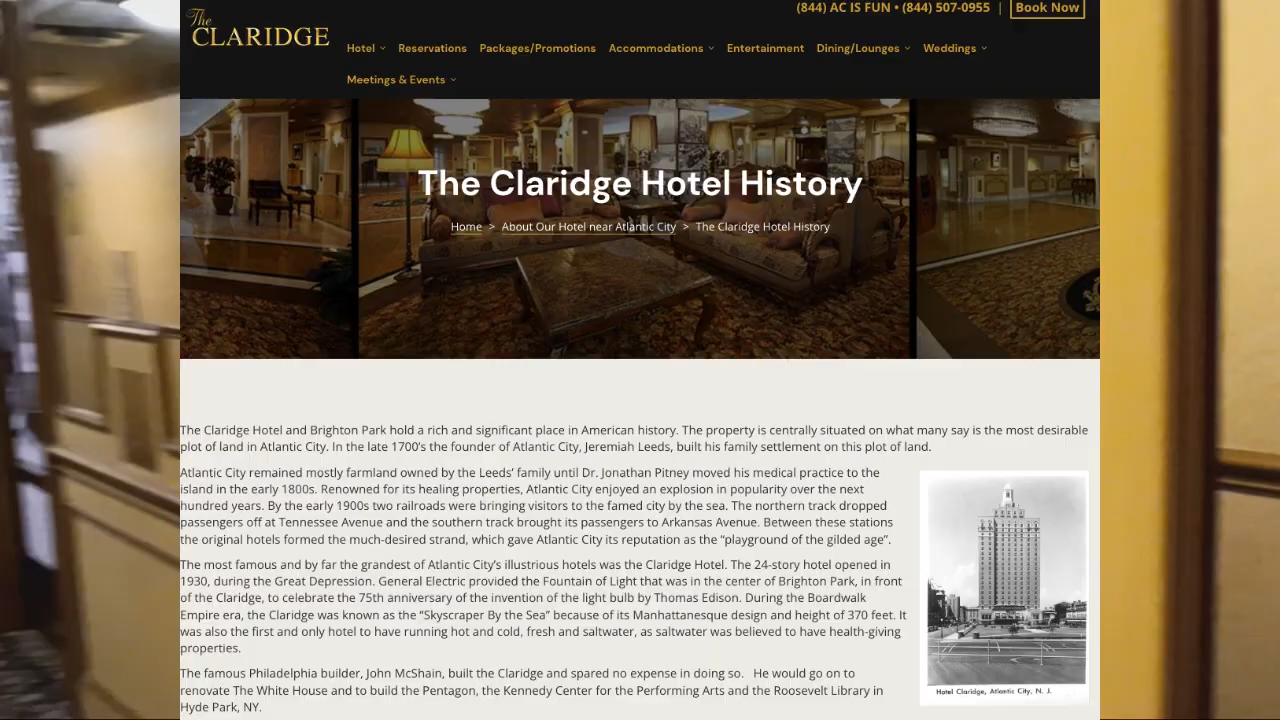 The
CLARIDGE
(844) AC IS FUN • (844) 507-0955 | Book Now
Hotel Reservations Packages/Promotions Accommodations Entertainment Dining/Lounges Weddings
Meetings & Events
The Claridge Hotel History
Home > About Our Hotel near Atlantic City > The Claridge Hotel History
The Claridge Hotel and Brighton Park hold a rich and significant place in American history. The property is centrally situated on what many say is the most desirable
plot of land in Atlantic City. In the late 1700’s the founder of Atlantic City, Jeremiah Leeds, built his family settlement on this plot of land.
Atlantic City remained mostly farmland owned by the Leeds’ family until Dr. Jonathan Pitney moved his medical practice to the
island in the early 1800s. Renowned for its healing properties, Atlantic City enjoyed an explosion in popularity over the next
hundred years. By the early 1900s two railroads were bringing visitors to the famed city by the sea. The northern track dropped
passengers off at Tennessee Avenue and the southern track brought its passengers to Arkansas Avenue. Between these stations
the original hotels formed the much-desired strand, which gave Atlantic City its reputation as the “playground of the gilded age”.
The most famous and by far the grandest of Atlantic City’s illustrious hotels was the Claridge Hotel. The 24-story hotel opened in
1930, during the Great Depression. General Electric provided the Fountain of Light that was in the center of Brighton Park, in front
of the Claridge, to celebrate the 75th anniversary of the invention of the light bulb by Thomas Edison. During the Boardwalk
Empire era, the Claridge was known as the “Skyscraper By the Sea” because of its Manhattanesque design and height of 370 feet. It
was also the first and only hotel to have running hot and cold, fresh and saltwater, as saltwater was believed to have health-giving
properties.
The famous Philadelphia builder, John McShain, built the Claridge and spared no expense in doing so. He would go on to
renovate The White House and to build the Pentagon, the Kennedy Center for the Performing Arts and the Roosevelt Library in
Hyde Park, NY.
Hotel Claridge, Atlantic City, N. J.